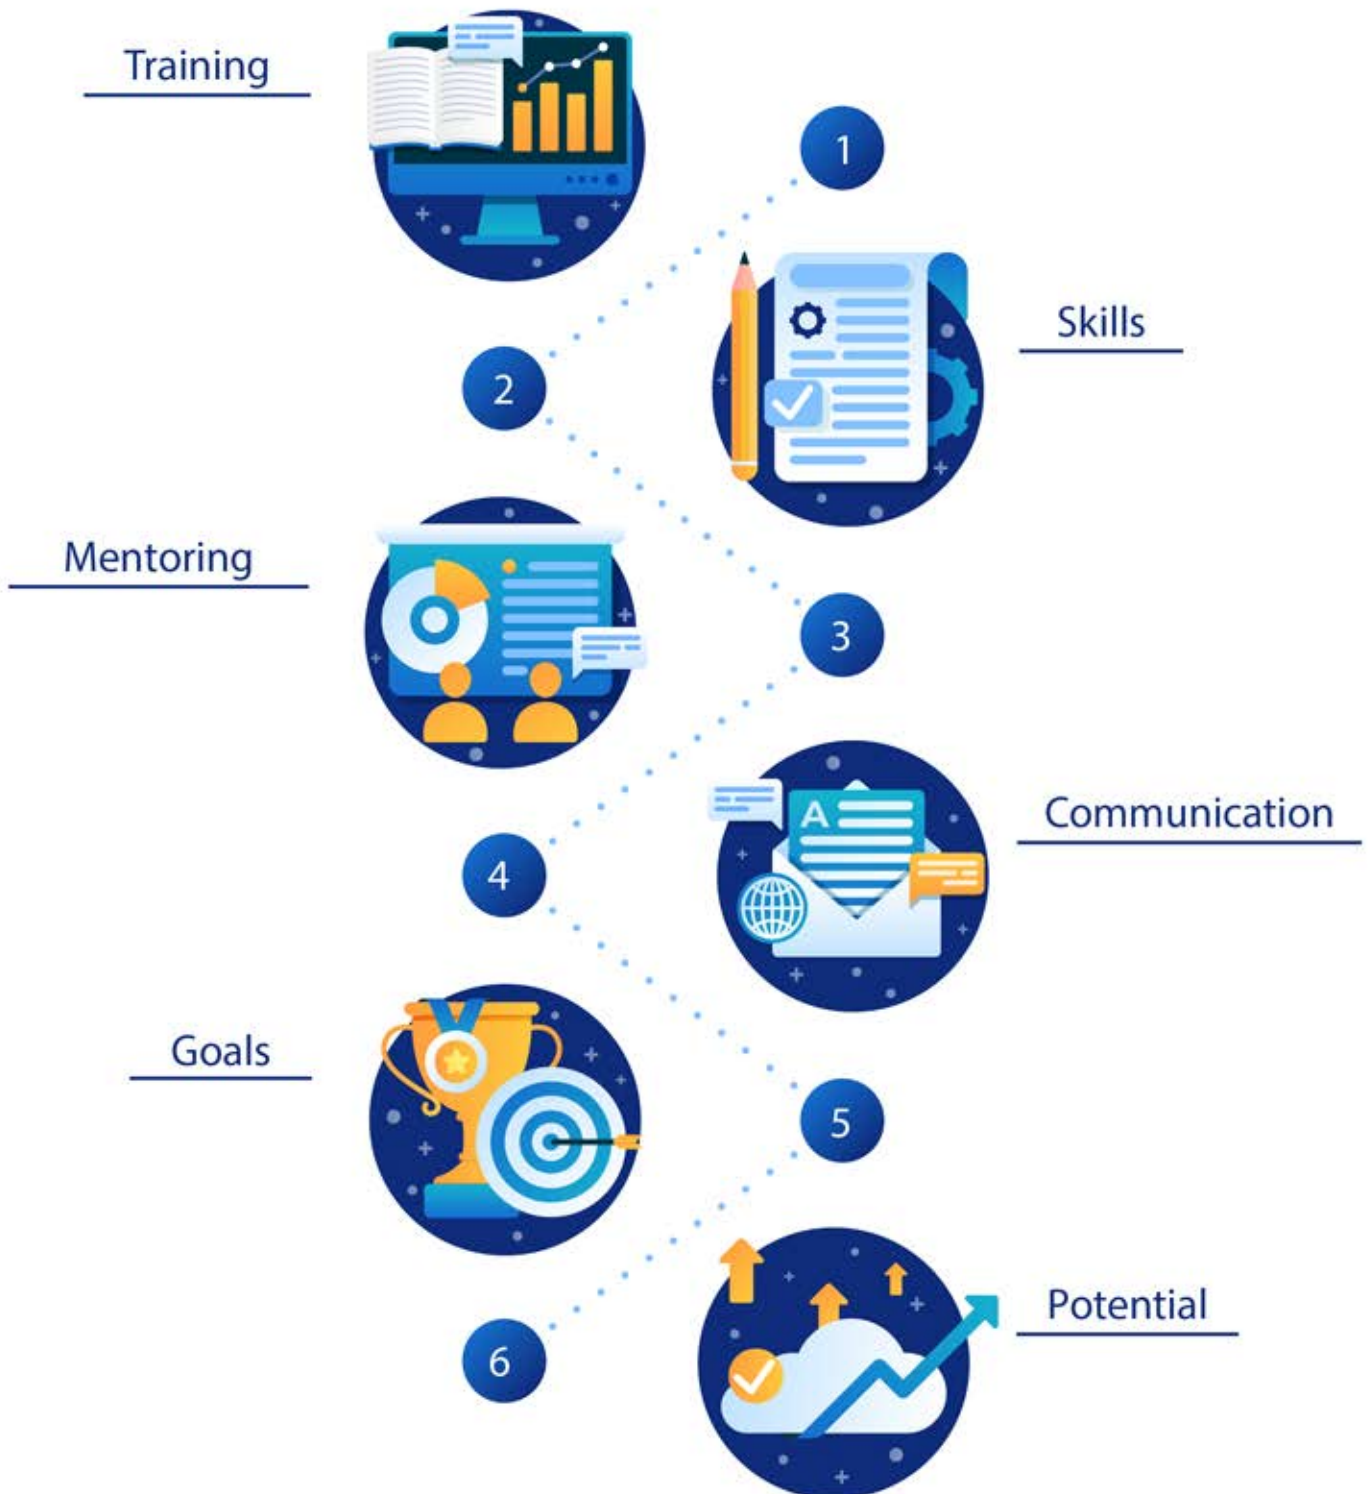 Training
1
Skills
2
Mentoring
3
A
Communication
4
Goals
5
Potential
6